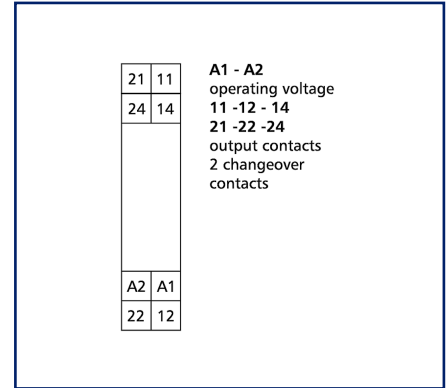 21 11
24 14
A2 A1
22 12
A1 - A2
operating voltage
11 -12 - 14
21 -22 -24
output contacts
2 changeover
contacts